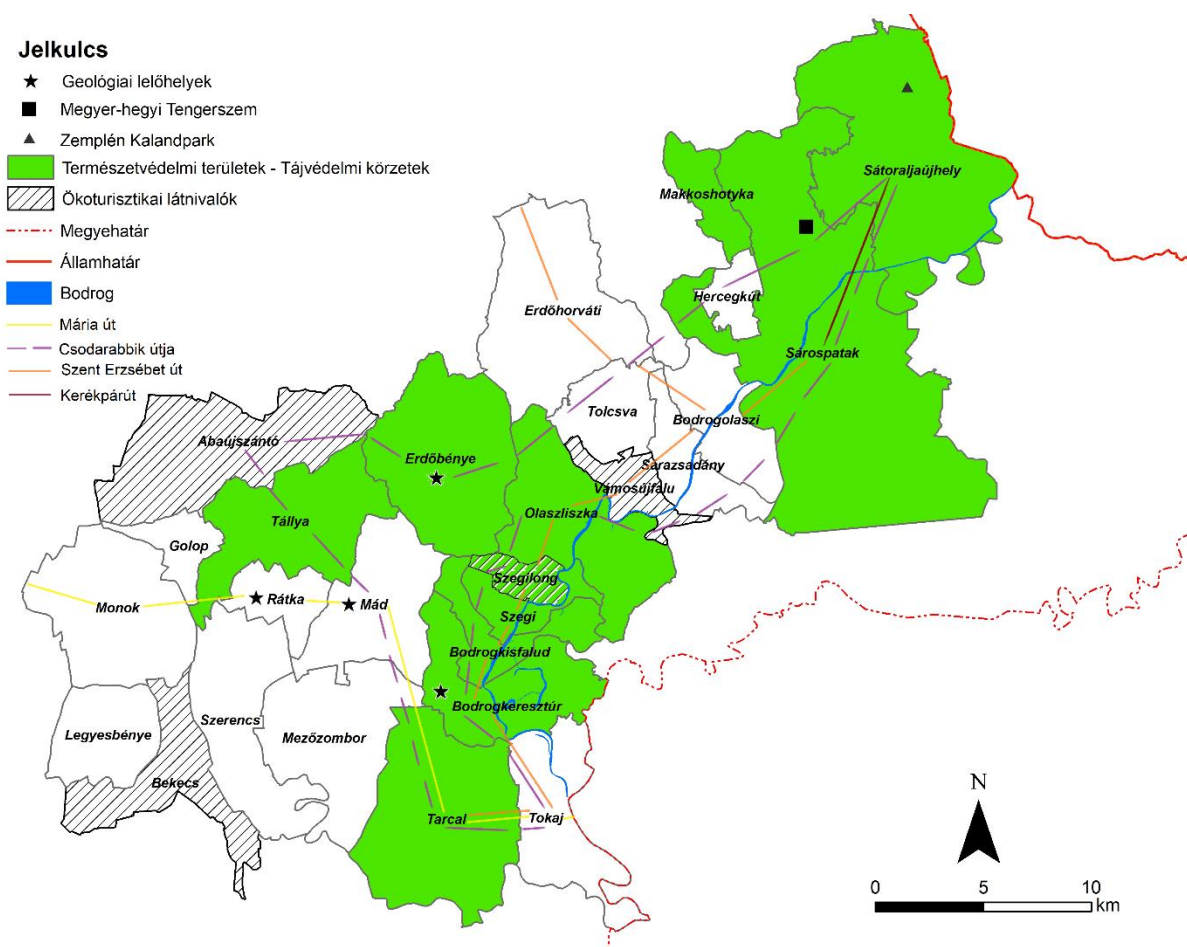 Jelkulcs
Geológiai lelőhelyek
Megyer-hegyi Tengerszem
Zemplén Kalandpark
Természetvédelmi területek - Tájvédelmi körzetek
Ökoturisztikai látnivalók
Megyehatár
Államhatár
Bodrog
Mária út
Csodarabbik útja
Szent Erzsébet út
Kerékpárút
Sátoraljaújhely
Makkoshotyka
Hercegkút
Erdőhorváti
Sárospatak
Tolcsva
Bodrogolaszi
Abaújszántó
Erdőbénye
Sárazsadány
Vámosújfalu
Olaszliszka
Tállya
Golop
Szegilong
Monok
Rátka
Mád
Szegi
Bodrogkisfalud
Bodrogkeresztúr
Legyesbénye
Szerencs
Mezőzombor
Bekecs
Tarcal
Tokaj
N
0 5 10
km